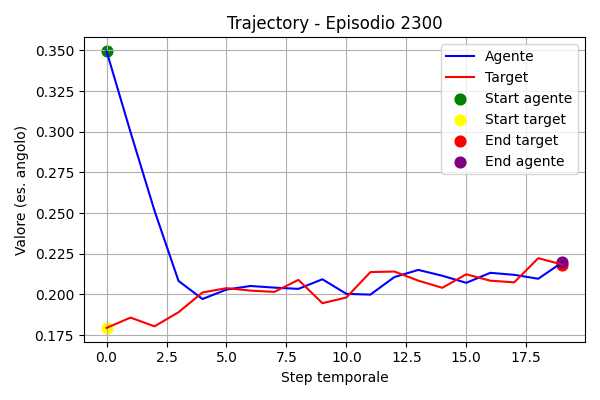 Trajectory - Episodio 2300
Valore (es. angolo)
0.350
0.325
0.300
0.275
0.250
0.225
0.200
0.175
Agente
Target
Start agente
Start target
End target
End agente
0.0 2.5 5.0 7.5 10.0 12.5 15.0 17.5
Step temporale